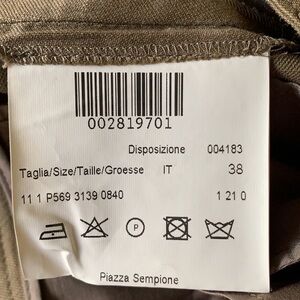 002819701
Disposizione 004183
Taglia/Size/Taille/Groesse IT 38
11 1 P569 3139 0840 1 21 0
P
Piazza Sempione